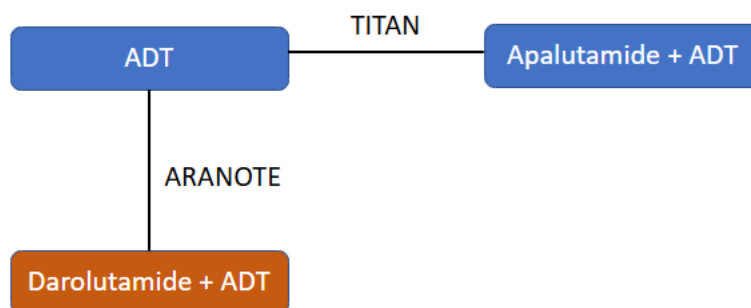 TITAN
ADT
Apalutamide + ADT
ARANOTE
Darolutamide + ADT